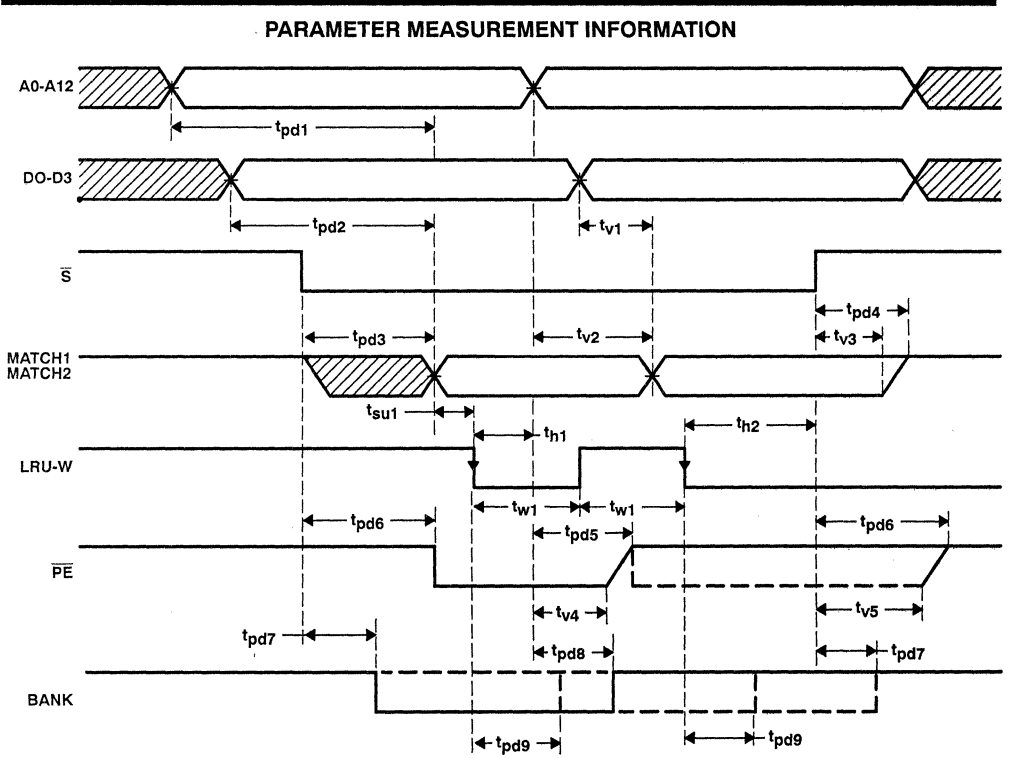 PARAMETER MEASUREMENT INFORMATION
A0-A12
tpd1
DO-D3
tpd2
tv1
S
tpd4
tpd3
tv2
tv3
MATCH1
MATCH2
tsu1
th1
th2
LRU-W
tw1
tw1
tpd6
tpd5
tpd6
PE
tv4
tv5
tpd7
tpd8
tpd7
BANK
tpd9
tpd9